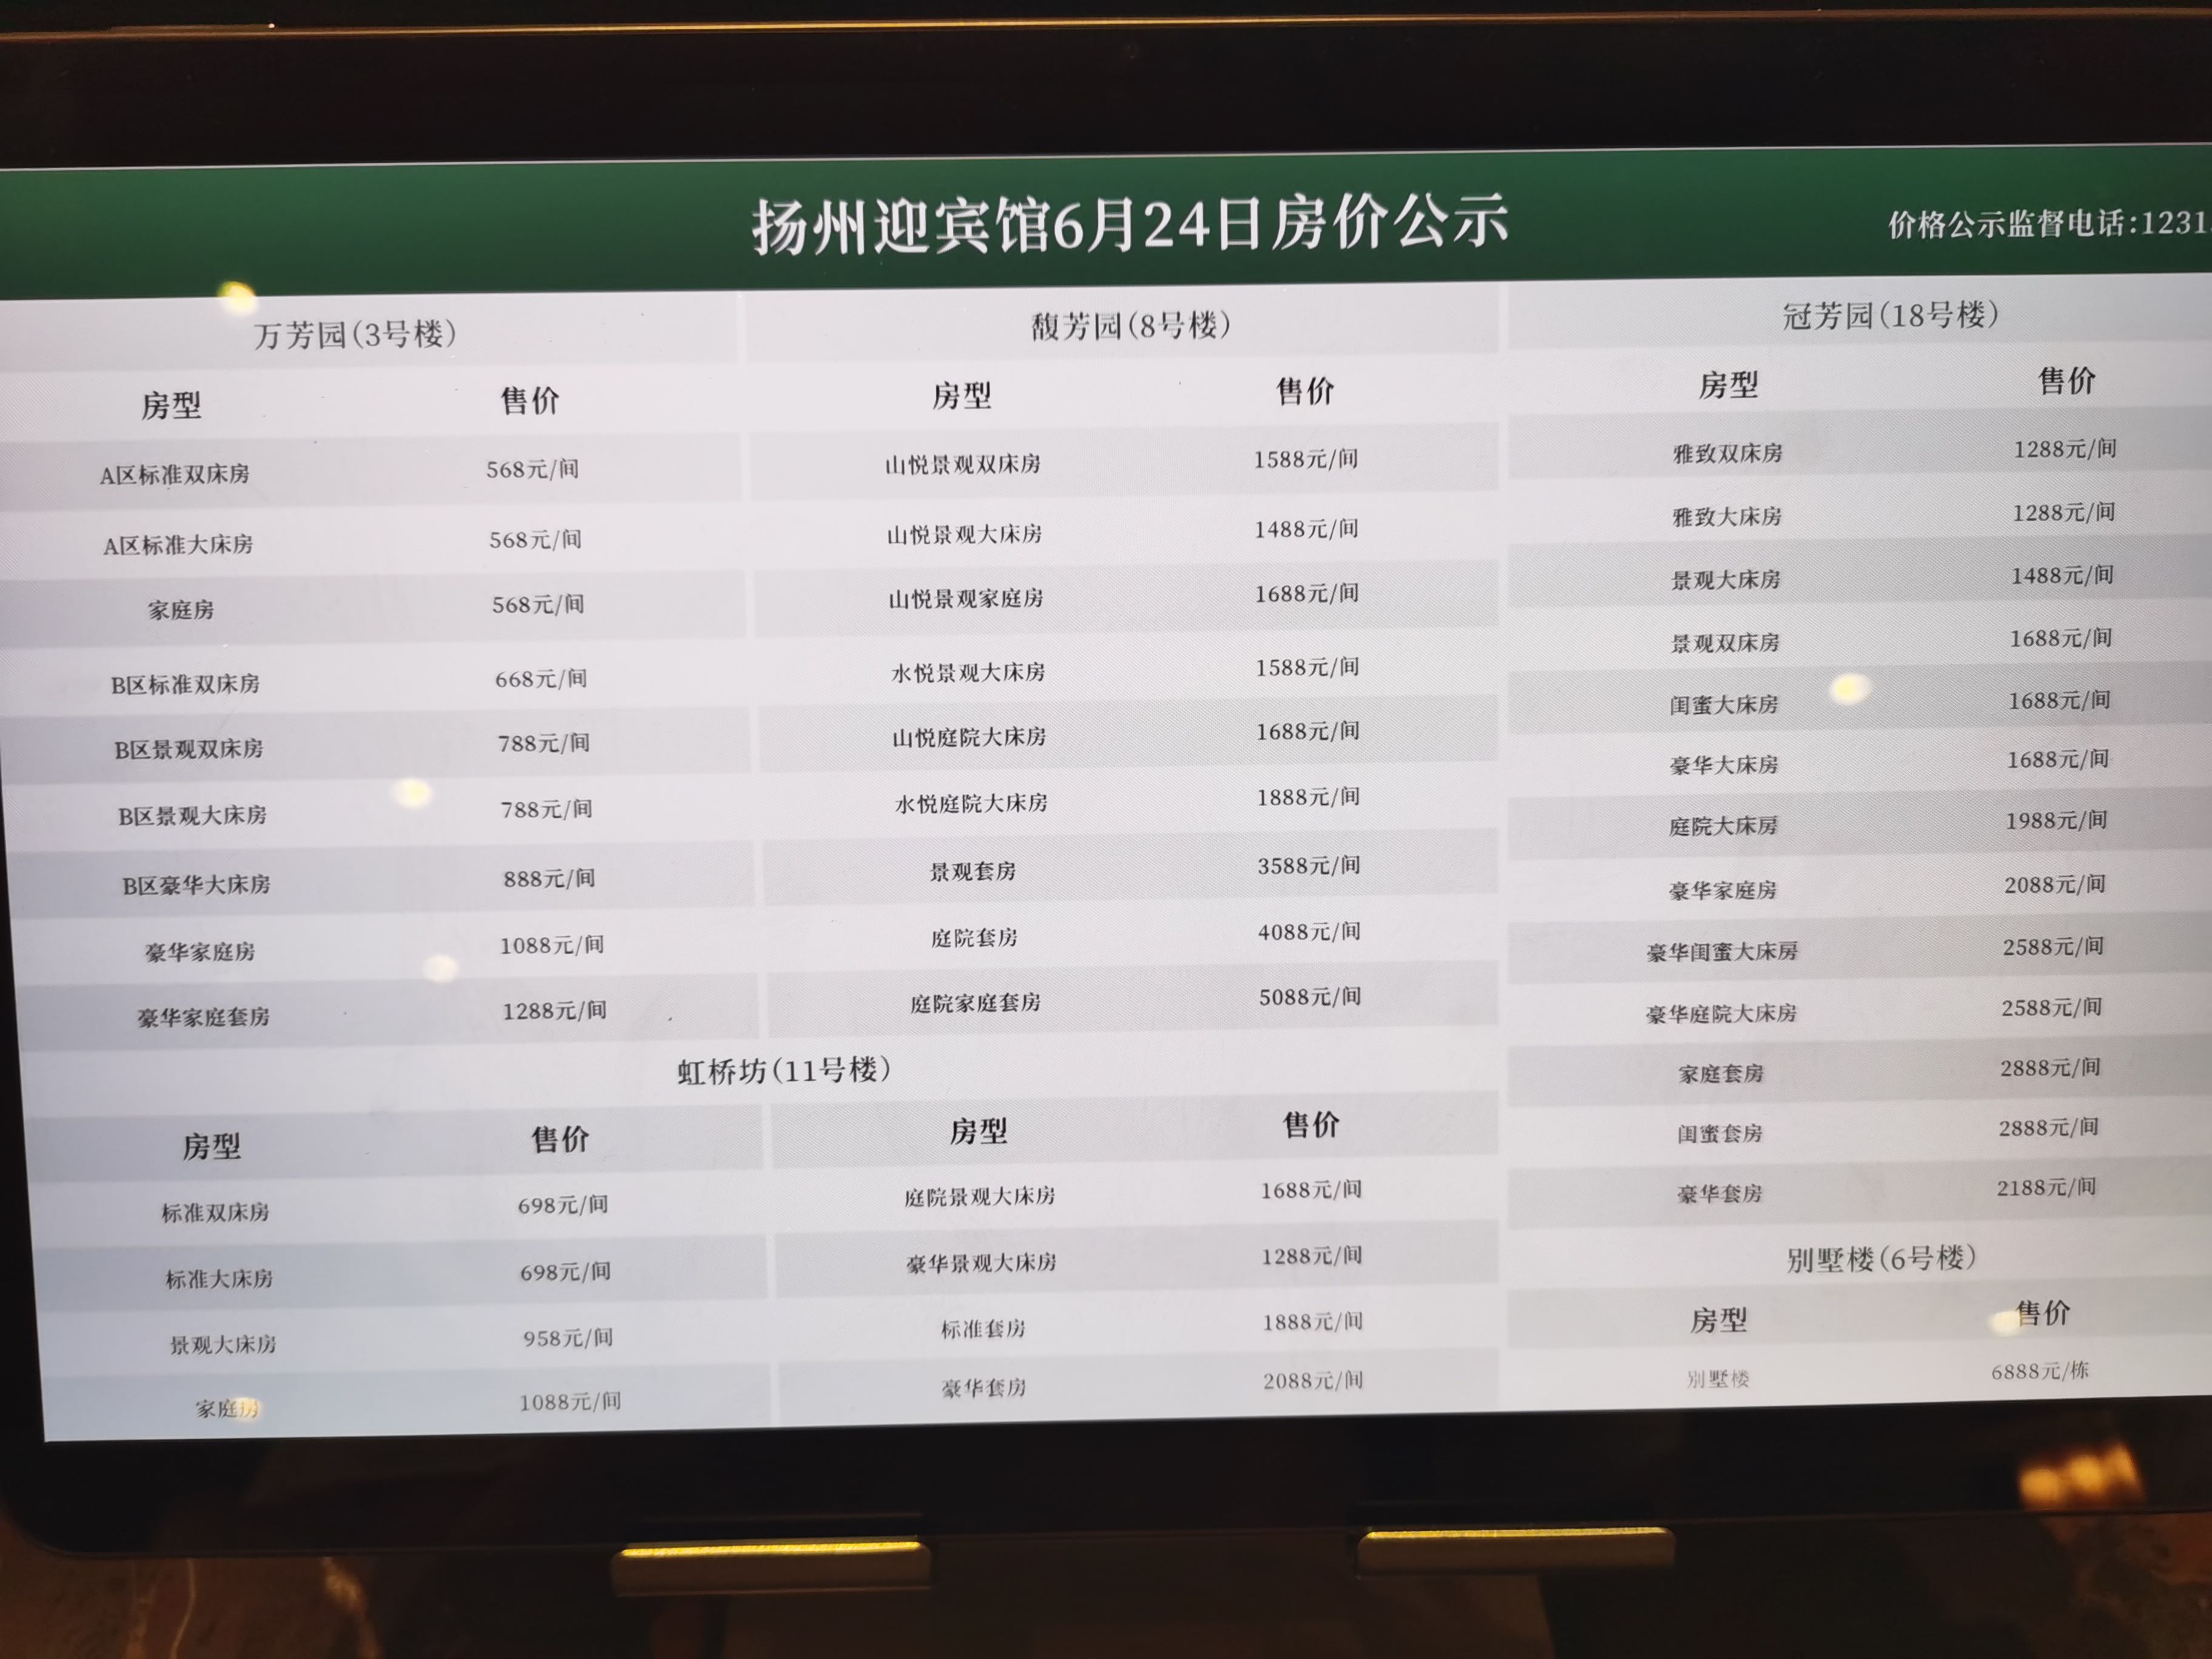 扬州迎宾馆6月24日房价公示
价格公示监督电话:1231
万芳园(3号楼)
房型 售价
A区标准双床房 568元/间
A区标准大床房 568元/间
家庭房 568元/间
B区标准双床房 668元/间
B区景观双床房 788元/间
B区景观大床房 788元/间
B区豪华大床房 888元/间
豪华家庭房 1088元/间
豪华家庭套房 1288元/间
馥芳园(8号楼)
房型 售价
山悦景观双床房 1588元/间
山悦景观大床房 1488元/间
山悦景观家庭房 1688元/间
水悦景观大床房 1588元/间
山悦庭院大床房 1688元/间
水悦庭院大床房 1888元/间
景观套房 3588元/间
庭院套房 4088元/间
庭院家庭套房 5088元/间
虹桥坊(11号楼)
房型 售价
标准双床房 698元/间
标准大床房 698元/间
景观大床房 958元/间
家庭房 1088元/间
房型 售价
庭院景观大床房 1688元/间
豪华景观大床房 1288元/间
标准套房 1888元/间
豪华套房 2088元/间
冠芳园(18号楼)
房型 售价
雅致双床房 1288元/间
雅致大床房 1288元/间
景观大床房 1488元/间
景观双床房 1688元/间
闺蜜大床房 1688元/间
豪华大床房 1688元/间
庭院大床房 1988元/间
豪华家庭房 2088元/间
豪华闺蜜大床房 2588元/间
豪华庭院大床房 2588元/间
家庭套房 2888元/间
闺蜜套房 2888元/间
豪华套房 2188元/间
别墅楼(6号楼)
房型 售价
别墅楼 6888元/栋